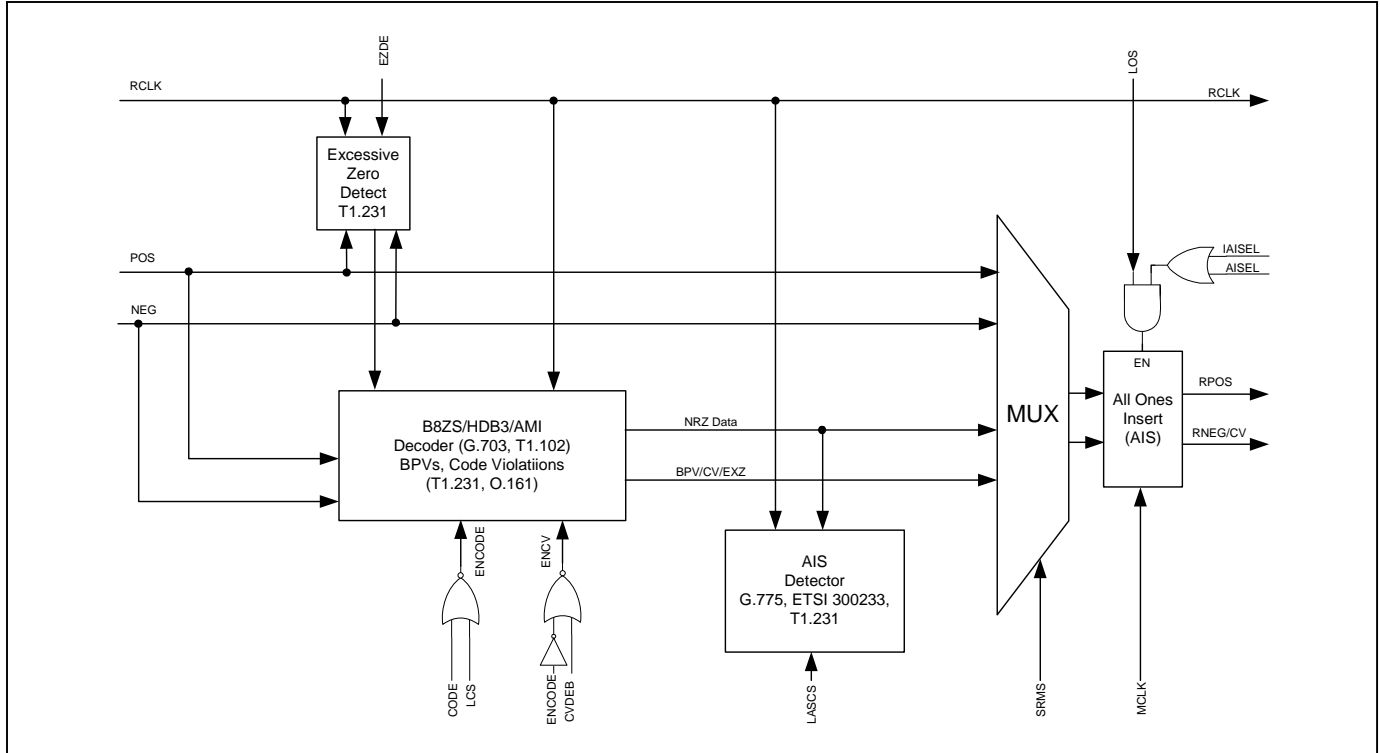 EZDE
LOS
RCLK
RCLK
Excessive
Zero
Detect
T1.231
IAISEL
AISEL
POS
NEG
EN
All Ones
Insert
(AIS)
RPOS
RNEG/CV
MUX
B8ZS/HDB3/AMI
Decoder (G.703, T1.102)
BPVs, Code Violatiions
(T1.231, O.161)
NRZ Data
BPV/CV/EXZ
AIS
Detector
G.775, ETSI 300233,
T1.231
ENCODE
ENCV
CODE
LCS
ENCODE
CVDEB
LASCS
SRMS
MCLK